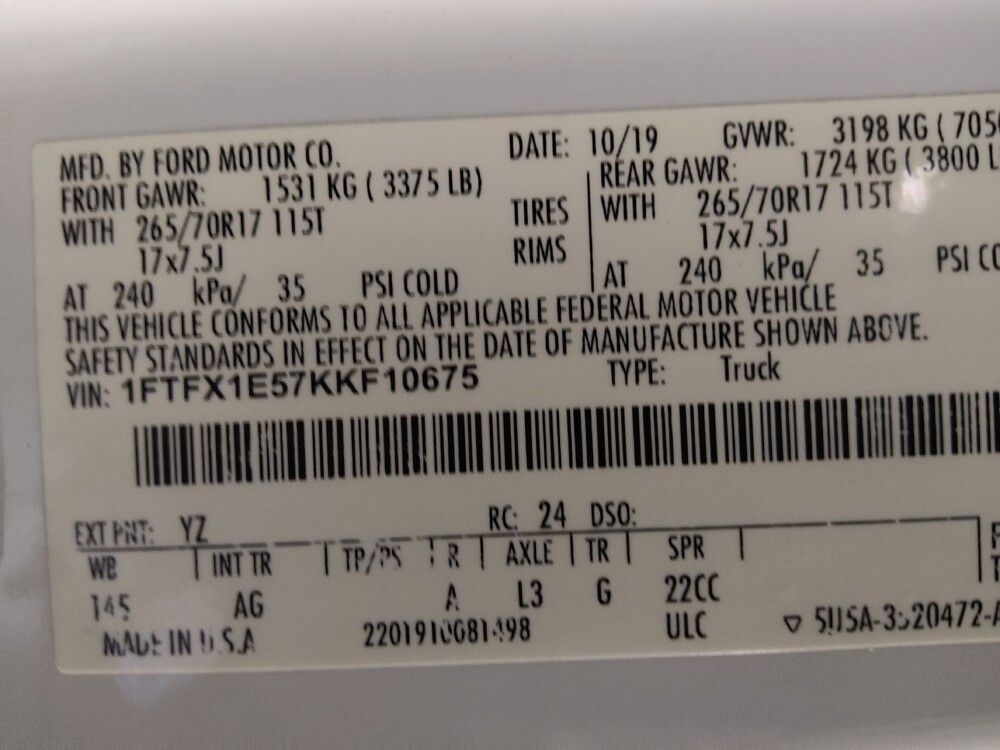 MFD. BY FORD MOTOR CO. DATE: 10/19 GVWR: 3198 KG ( 705
FRONT GAWR: 1531 KG ( 3375 LB) REAR GAWR: 1724 KG ( 3800 L
WITH 265/70R17 115T TIRES WITH 265/70R17 115T
17x7.5J RIMS 17x7.5J
AT 240 kPa/ 35 PSI COLD AT 240 kPa/ 35 PSI CO
THIS VEHICLE CONFORMS TO ALL APPLICABLE FEDERAL MOTOR VEHICLE
SAFETY STANDARDS IN EFFECT ON THE DATE OF MANUFACTURE SHOWN ABOVE.
VIN: 1FTFX1E57KKF10675 TYPE: Truck
EXT PNT: YZ RC: 24 DSO:
WB INT TR TP/PS R AXLE TR SPR
145 AG A L3 G 22CC
MADE IN U.S.A ULC